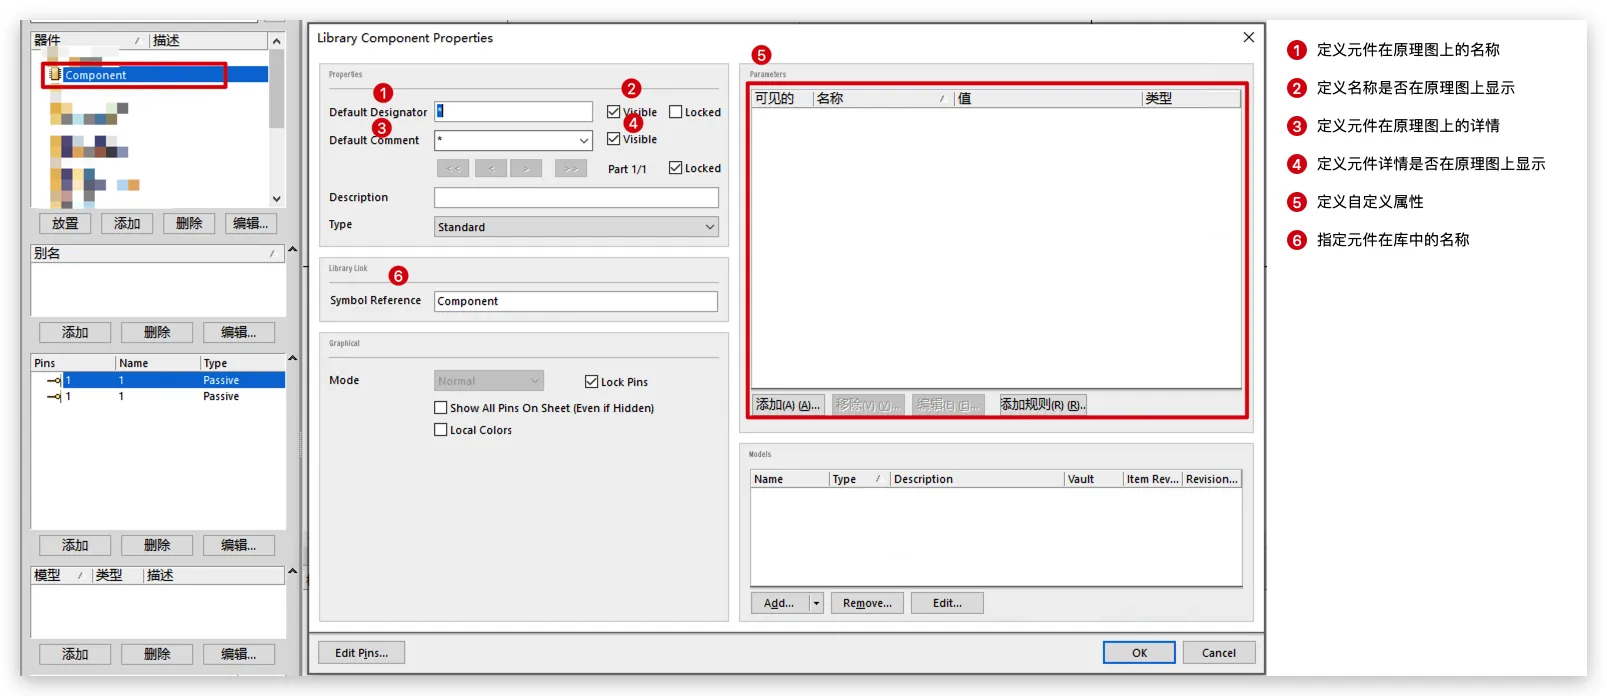 器件 / 描述
Component
放置 添加 删除 编辑...
别名 /
添加 删除 编辑...
Pins Name Type
1 1 Passive
1 1 Passive
添加 删除 编辑...
模型 / 类型 描述
添加 删除 编辑...
Library Component Properties
Properties
1 2
Default Designator * Visible Locked
3 4
Default Comment * Visible
<< < > >> Part 1/1 Locked
Description
Type Standard
Library Link
6
Symbol Reference Component
Graphical
Mode Normal Lock Pins
Show All Pins On Sheet (Even if Hidden)
Local Colors
Edit Pins...
5
Parameters
可见的 名称 / 值 类型
添加(A) (A)... 移除(V) (V)... 编辑(E) (E)... 添加规则(R) (R)..
Models
Name Type / Description Vault Item Rev... Revision...
Add... Remove... Edit...
OK Cancel
1 定义元件在原理图上的名称
2 定义名称是否在原理图上显示
3 定义元件在原理图上的详情
4 定义元件详情是否在原理图上显示
5 定义自定义属性
6 指定元件在库中的名称